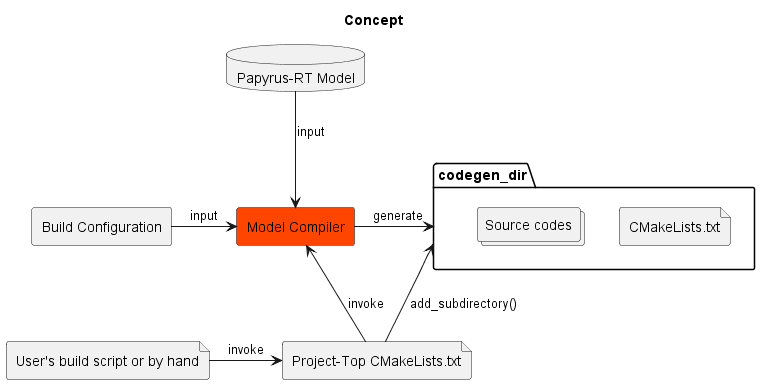 Concept
Papyrus-RT Model
input
codegen_dir
Build Configuration
input
Model Compiler
generate
Source codes
CMakeLists.txt
invoke
add_subdirectory()
User's build script or by hand
invoke
Project-Top CMakeLists.txt